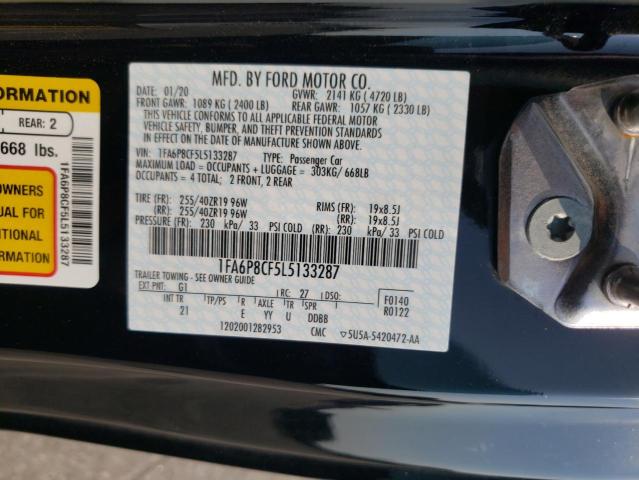 ORMATION
REAR: 2
668 lbs.
OWNERS
UAL FOR
ITIONAL
RMATION
1FA6P8CF5L5133287
MFD. BY FORD MOTOR CO.
DATE: 01/20 GVWR: 2141 KG ( 4720 LB)
FRONT GAWR: 1089 KG ( 2400 LB) REAR GAWR: 1057 KG ( 2330 LB)
THIS VEHICLE CONFORMS TO ALL APPLICABLE FEDERAL MOTOR
VEHICLE SAFETY, BUMPER, AND THEFT PREVENTION STANDARDS
IN EFFECT ON THE DATE OF MANUFACTURE SHOWN ABOVE.
VIN: 1FA6P8CF5L5133287 TYPE: Passenger Car
MAXIMUM LOAD = OCCUPANTS + LUGGAGE = 303KG/ 668LB
OCCUPANTS = 4 TOTAL; 2 FRONT, 2 REAR
TIRE (FR): 255/40ZR19 96W RIMS (FR): 19x8.5J
(RR): 255/40ZR19 96W (RR): 19x8.5J
PRESSURE (FR): 230 kPa/ 33 PSI COLD (RR): 230 kPa/ 33 PSI COLD
1FA6P8CF5L5133287
TRAILER TOWING - SEE OWNER GUIDE
EXT PNT: G1 RC: 27 DSO: F0140
INT TR TP/PS R AXLE TR SPR R0122
21 E YY U DDBB
1202001282953 CMC 5U5A-5420472-AA